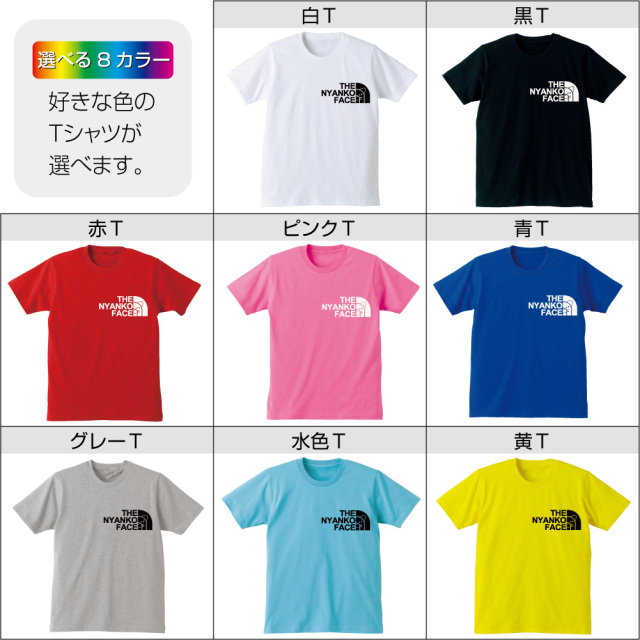 選べる8カラー
好きな色の
Tシャツが
選べます。
白T
THE
NYANKO
FACE
黒T
THE
NYANKO
FACE
赤T
THE
NYANKO
FACE
ピンクT
THE
NYANKO
FACE
青T
THE
NYANKO
FACE
グレーT
THE
NYANKO
FACE
水色T
THE
NYANKO
FACE
黄T
THE
NYANKO
FACE